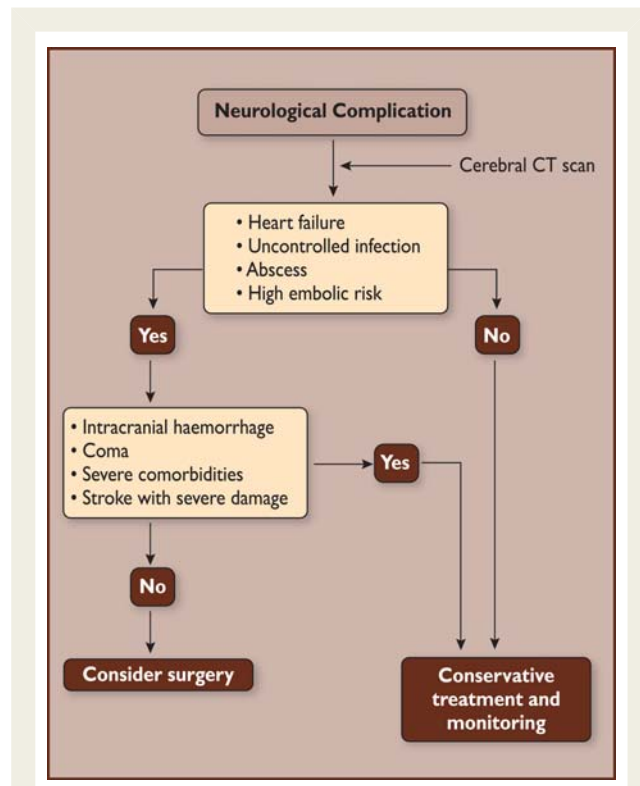 Neurological Complication
Cerebral CT scan
• Heart failure
• Uncontrolled infection
• Abscess
• High embolic risk
Yes
No
• Intracranial haemorrhage
• Coma
• Severe comorbidities
• Stroke with severe damage
Yes
No
Consider surgery
Conservative
treatment and
monitoring